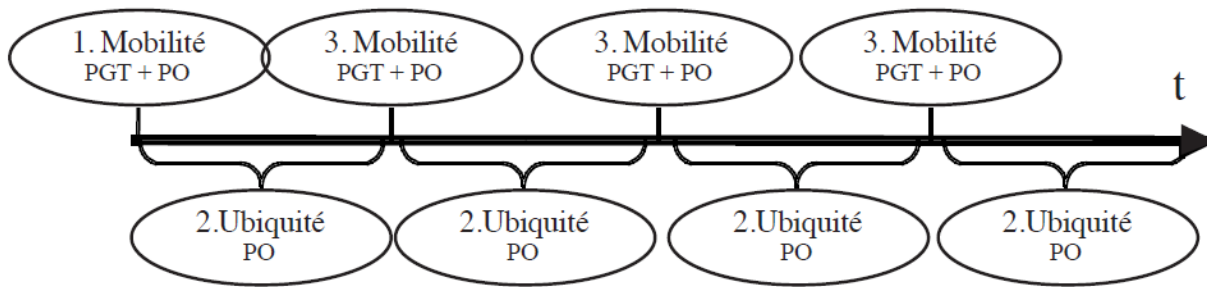 1. Mobilité
PGT + PO
3. Mobilité
PGT + PO
3. Mobilité
PGT + PO
3. Mobilité
PGT + PO
t
2.Ubiquité
PO
2.Ubiquité
PO
2.Ubiquité
PO
2.Ubiquité
PO